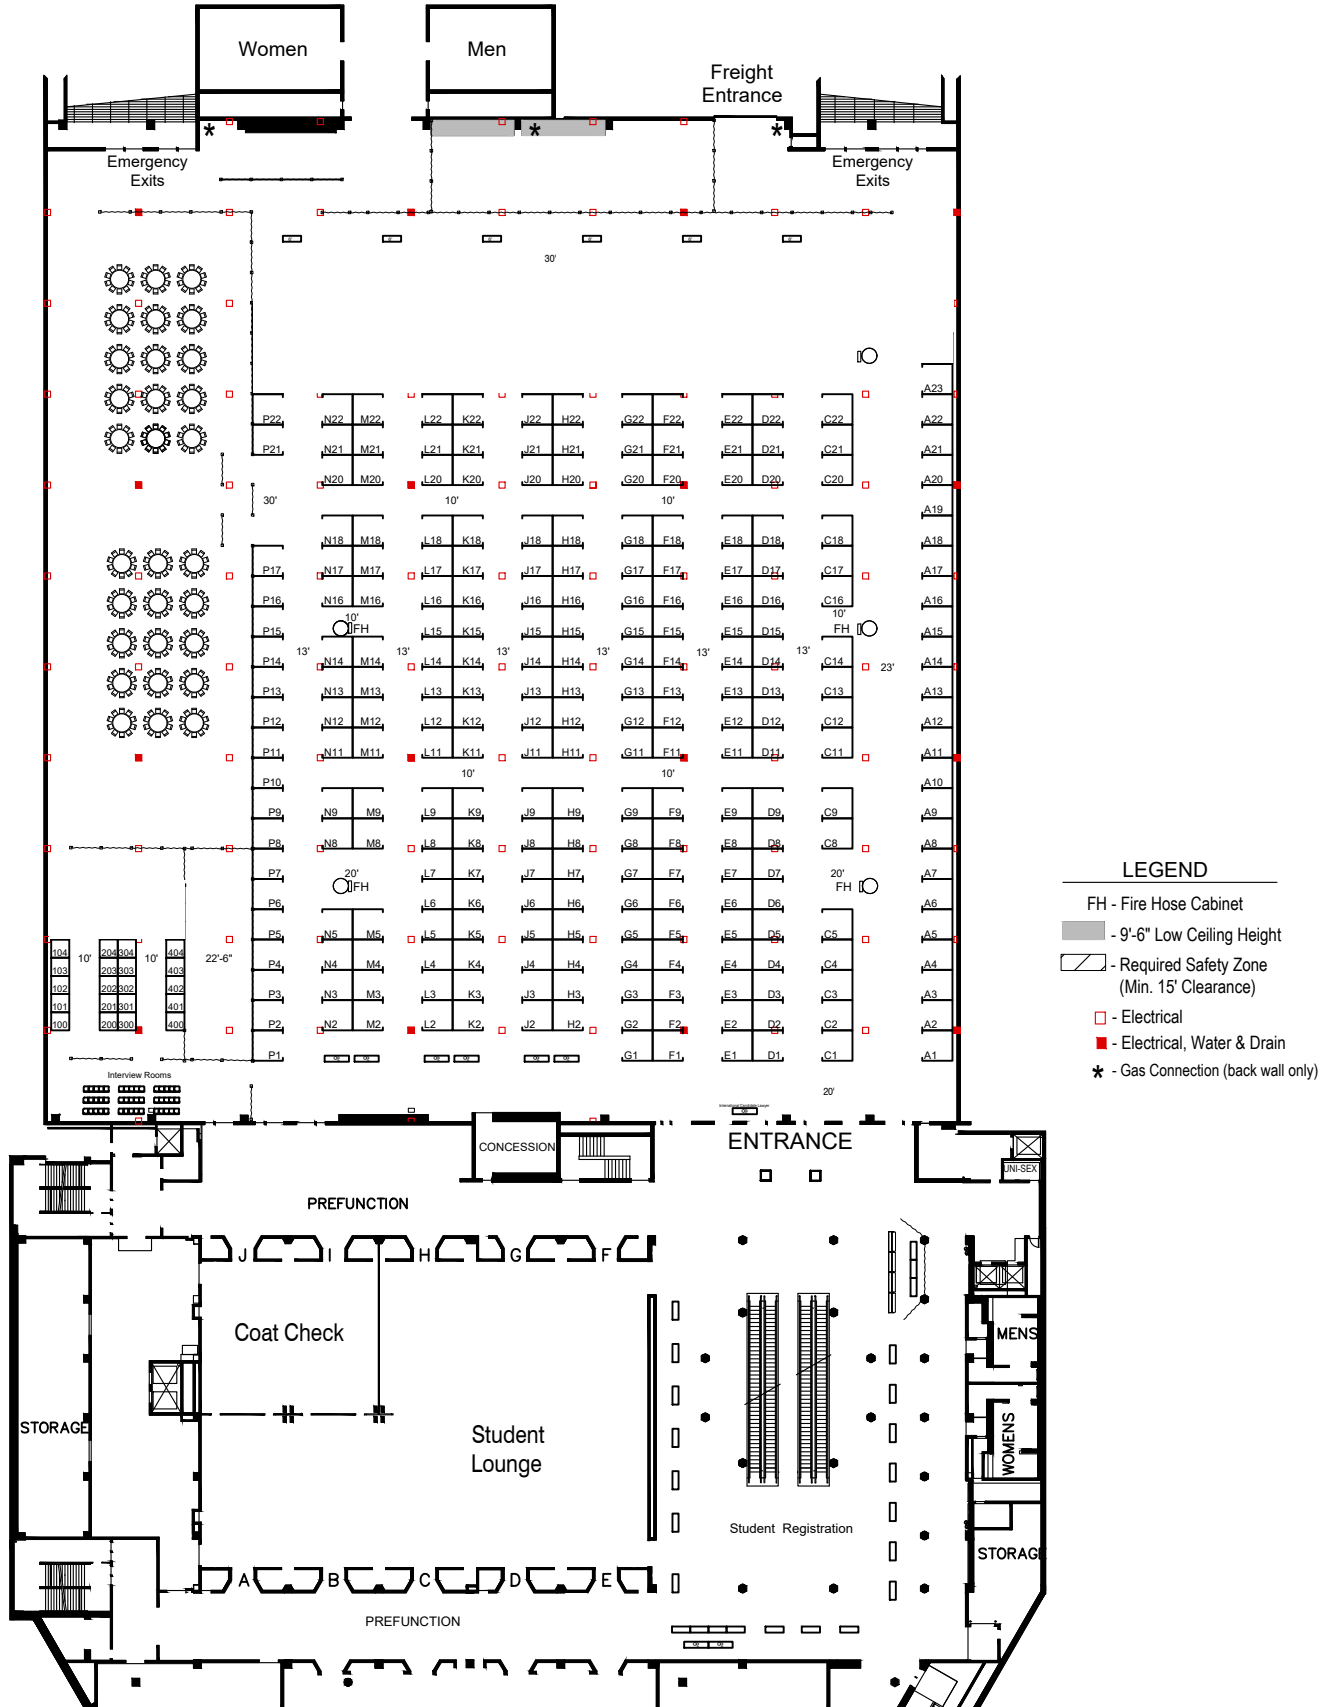 Women
Men
Freight
Entrance
Emergency
Exits
Emergency
Exits
30'
A23
P22 N22 M22 L22 K22 J22 H22 G22 F22 E22 D22 C22 A22
P21 N21 M21 L21 K21 J21 H21 G21 F21 E21 D21 C21 A21
N20 M20 L20 K20 J20 H20 G20 F20 E20 D20 C20 A20
30' 10' 10'
A19
N18 M18 L18 K18 J18 H18 G18 F18 E18 D18 C18 A18
P17 N17 M17 L17 K17 J17 H17 G17 F17 E17 D17 C17 A17
P16 N16 M16 L16 K16 J16 H16 G16 F16 E16 D16 C16 A16
10' 10'
P15 FH L15 K15 J15 H15 G15 F15 E15 D15 FH A15
13' 13' 13' 13' 13' 13' 23'
P14 N14 M14 L14 K14 J14 H14 G14 F14 E14 D14 C14 A14
P13 N13 M13 L13 K13 J13 H13 G13 F13 E13 D13 C13 A13
P12 N12 M12 L12 K12 J12 H12 G12 F12 E12 D12 C12 A12
P11 N11 M11 L11 K11 J11 H11 G11 F11 E11 D11 C11 A11
10' 10'
P10 A10
P9 N9 M9 L9 K9 J9 H9 G9 F9 E9 D9 C9 A9
P8 N8 M8 L8 K8 J8 H8 G8 F8 E8 D8 C8 A8
P7 20' L7 K7 J7 H7 G7 F7 E7 D7 20' A7
FH FH
P6 L6 K6 J6 H6 G6 F6 E6 D6 A6
P5 N5 M5 L5 K5 J5 H5 G5 F5 E5 D5 C5 A5
104 204 304 404
10' 10' 22'-6"
P4 N4 M4 L4 K4 J4 H4 G4 F4 E4 D4 C4 A4
103 203 303 403
102 202 302 402
P3 N3 M3 L3 K3 J3 H3 G3 F3 E3 D3 C3 A3
101 201 301 401
100 200 300 400
P2 N2 M2 L2 K2 J2 H2 G2 F2 E2 D2 C2 A2
P1 G1 F1 E1 D1 C1 A1
Interview Rooms
20'
LEGEND
FH - Fire Hose Cabinet
- 9'-6" Low Ceiling Height
- Required Safety Zone
(Min. 15' Clearance)
- Electrical
- Electrical, Water & Drain
* - Gas Connection (back wall only)
CONCESSION
ENTRANCE
UNI-SEX
PREFUNCTION
J I H G F
Coat Check
MENS
STORAGE
Student
Lounge
WOMENS
Student Registration
STORAGE
A B C D E
PREFUNCTION